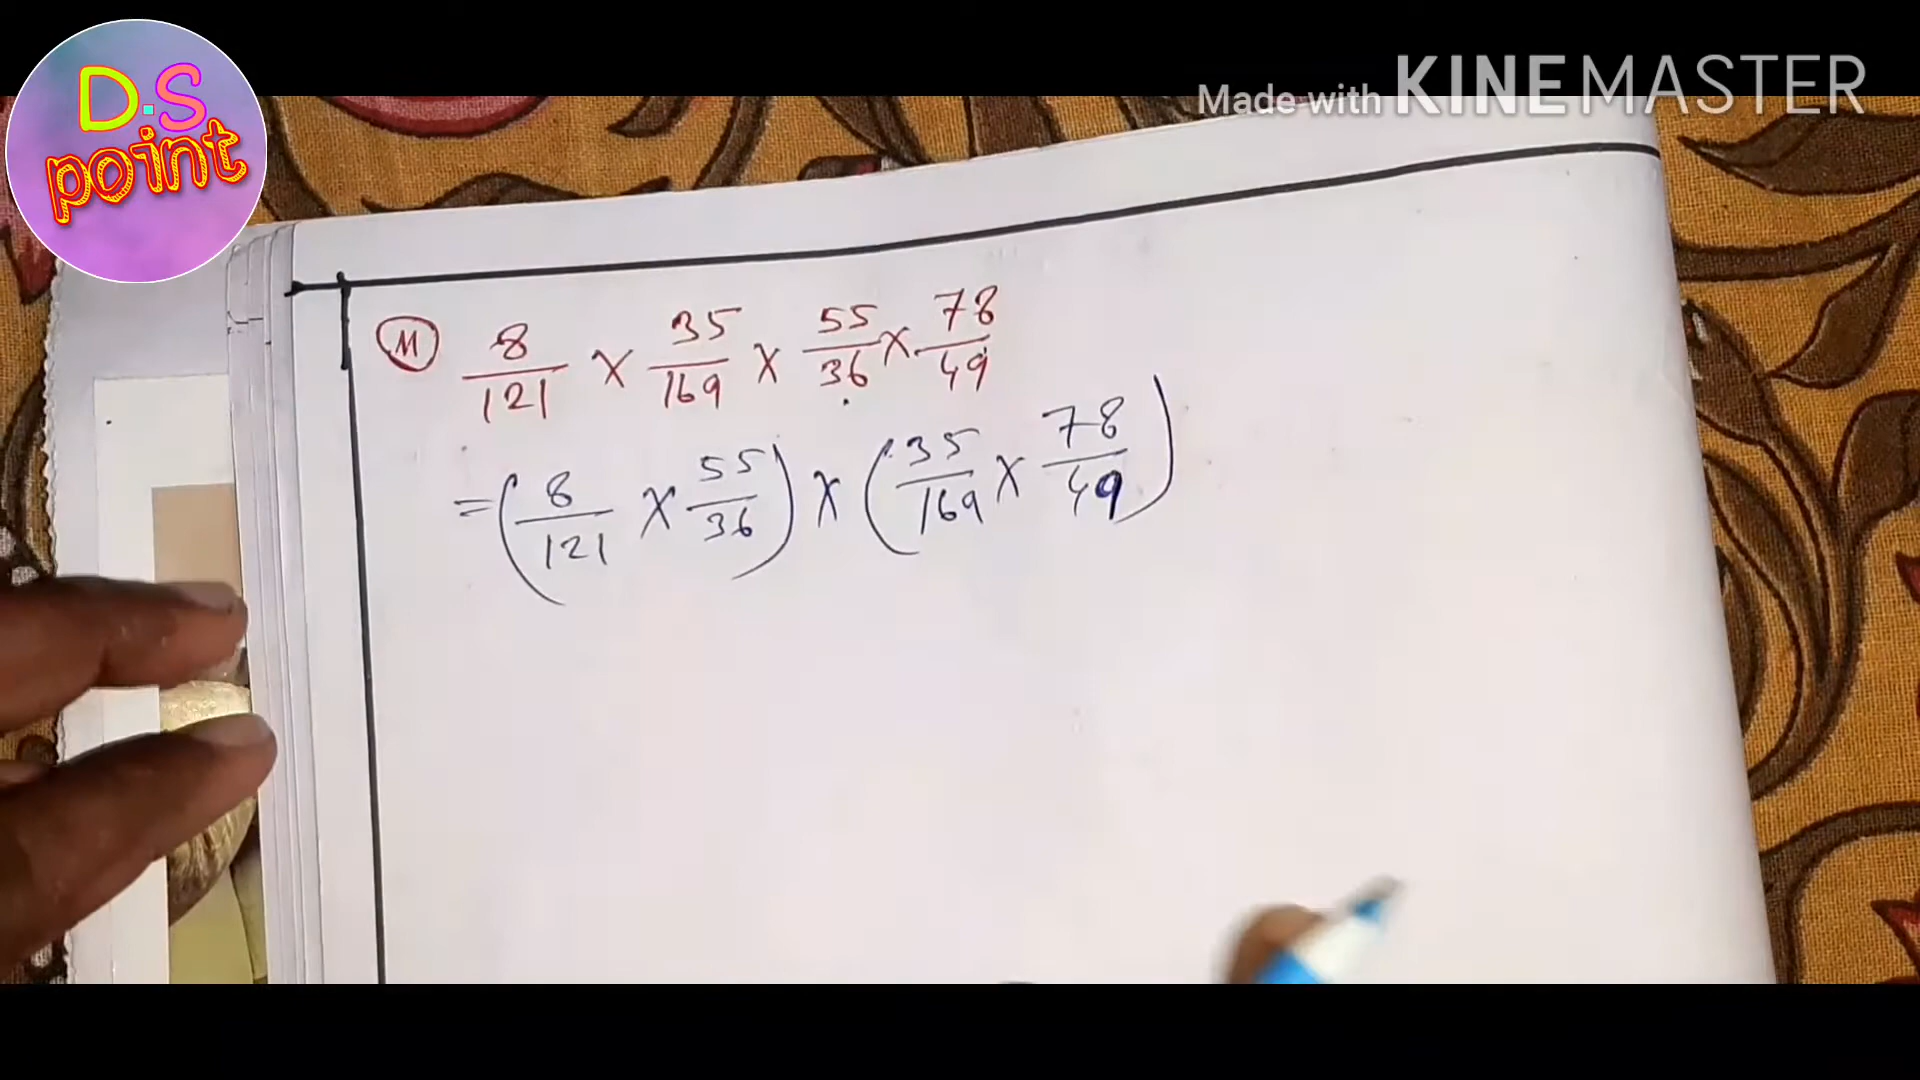 D.S
point
Made with KINEMASTER
M 8/121 × 35/169 × 55/36 × 78/49
= (8/121 × 55/36) × (35/169 × 78/49)